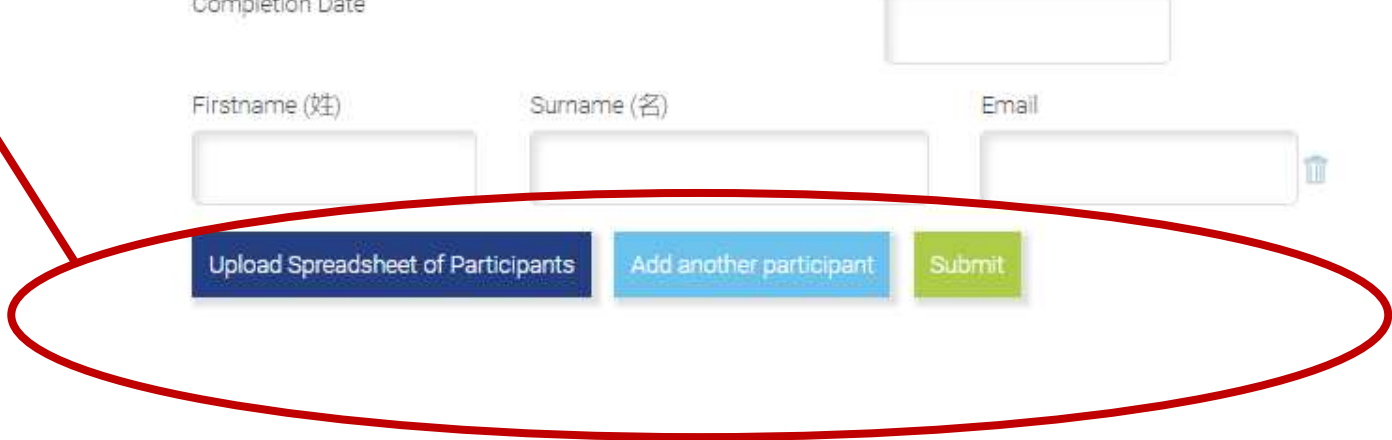 Completion Date
Firstname (姓) Surname (名) Email
Upload Spreadsheet of Participants Add another participant Submit